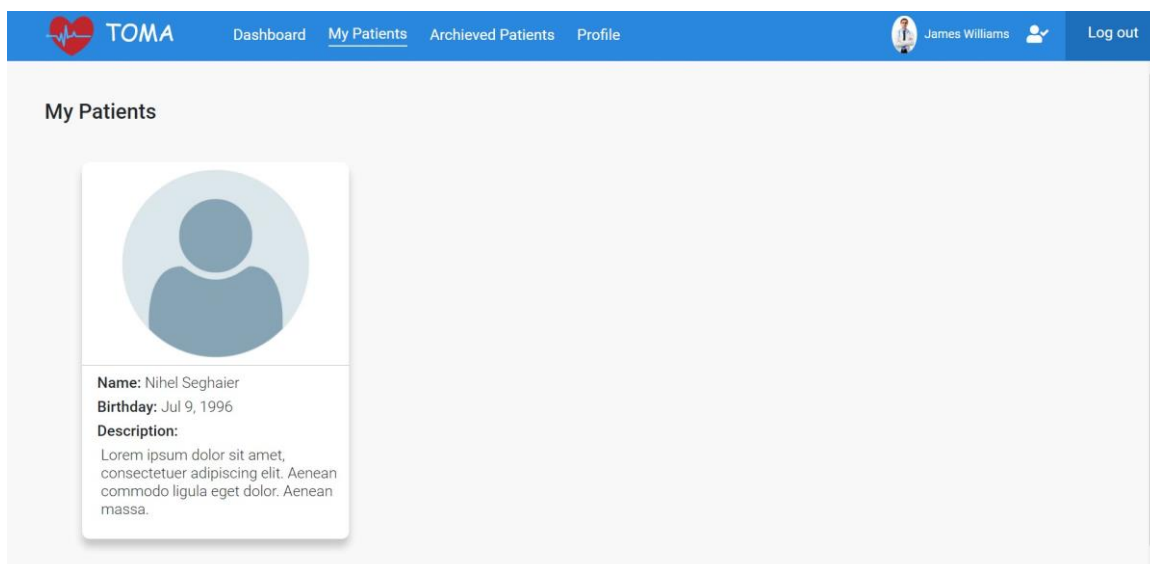 TOMA Dashboard My Patients Archieved Patients Profile James Williams Log out
My Patients
Name: Nihel Seghaier
Birthday: Jul 9, 1996
Description:
Lorem ipsum dolor sit amet,
consectetuer adipiscing elit. Aenean
commodo ligula eget dolor. Aenean
massa.